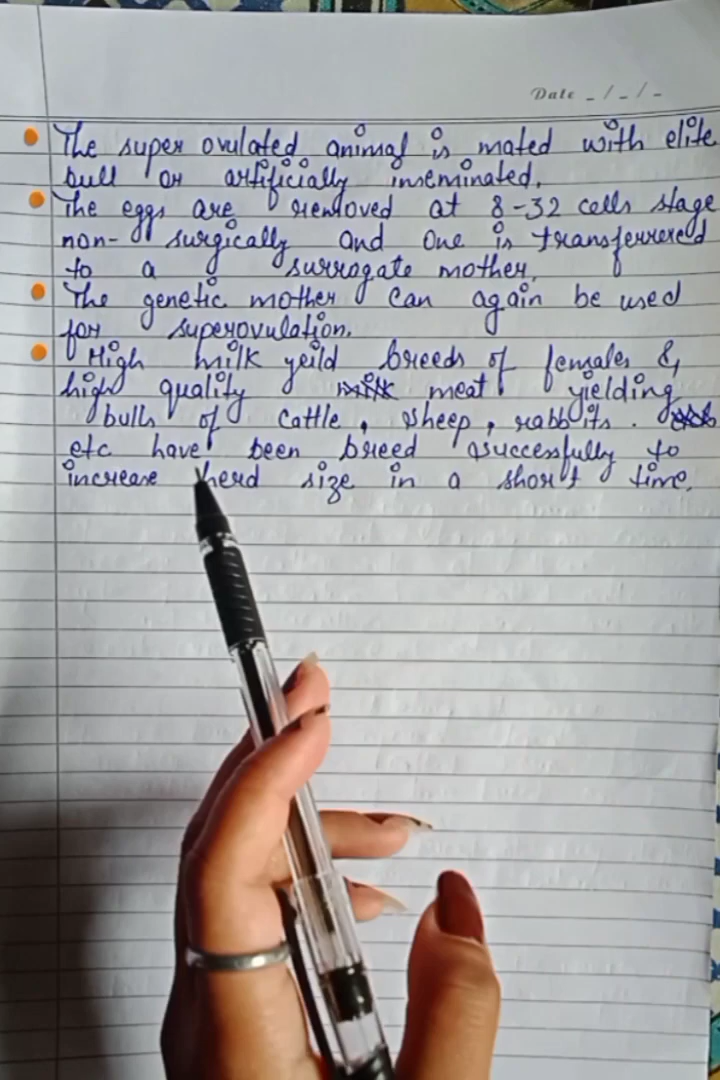 Date _ / _ / _
The super ovulated animal is mated with elite
bull or artificially inseminated.
The eggs are removed at 8-32 cells stage
non- surgically and one is transferrered
to a surrogate mother.
The genetic mother can again be used
for superovulation.
High milk yeild breeds of females &
high quality meat yielding
bulls of cattle, sheep, rabbits.
etc have been breed successfully to
increase herd size in a short time.